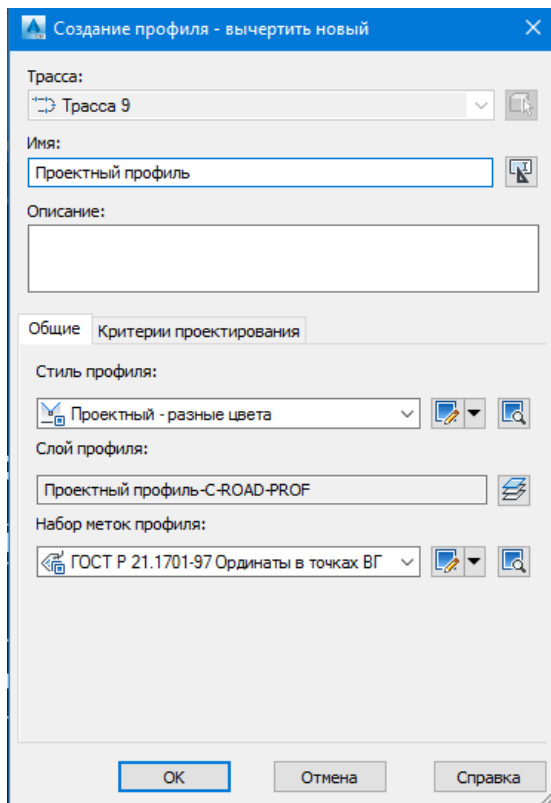 Создание профиля - вычертить новый
Трасса:
Трасса 9
Имя:
Проектный профиль
Описание:
Общие Критерии проектирования
Стиль профиля:
Проектный - разные цвета
Слой профиля:
Проектный профиль-C-ROAD-PROF
Набор меток профиля:
ГОСТ Р 21.1701-97 Ординаты в точках ВГ
ОК Отмена Справка